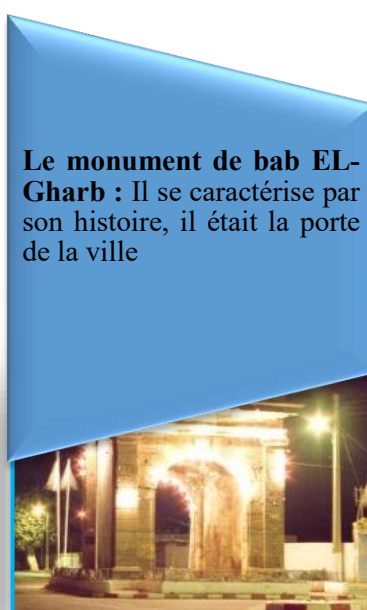 Le monument de bab EL-
Gharb : Il se caractérise par
son histoire, il était la porte
de la ville